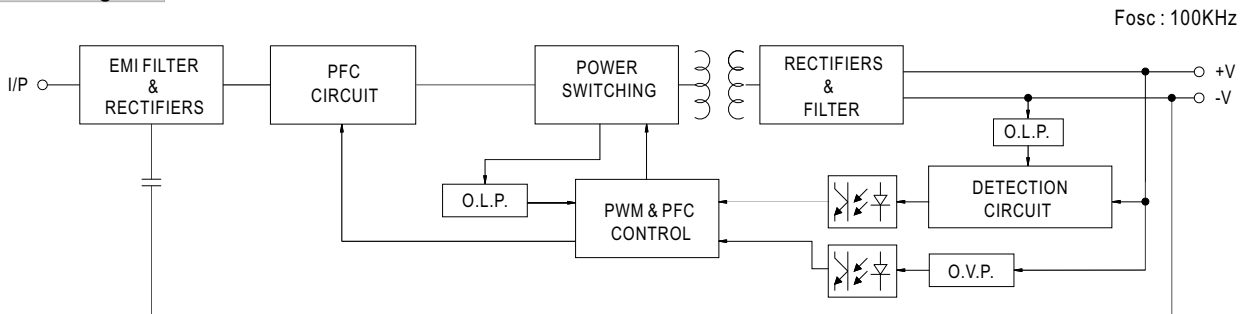 Fosc : 100KHz
I/P
EMI FILTER
&
RECTIFIERS
PFC
CIRCUIT
POWER
SWITCHING
RECTIFIERS
&
FILTER
+V
-V
O.L.P.
O.L.P.
PWM & PFC
CONTROL
DETECTION
CIRCUIT
O.V.P.